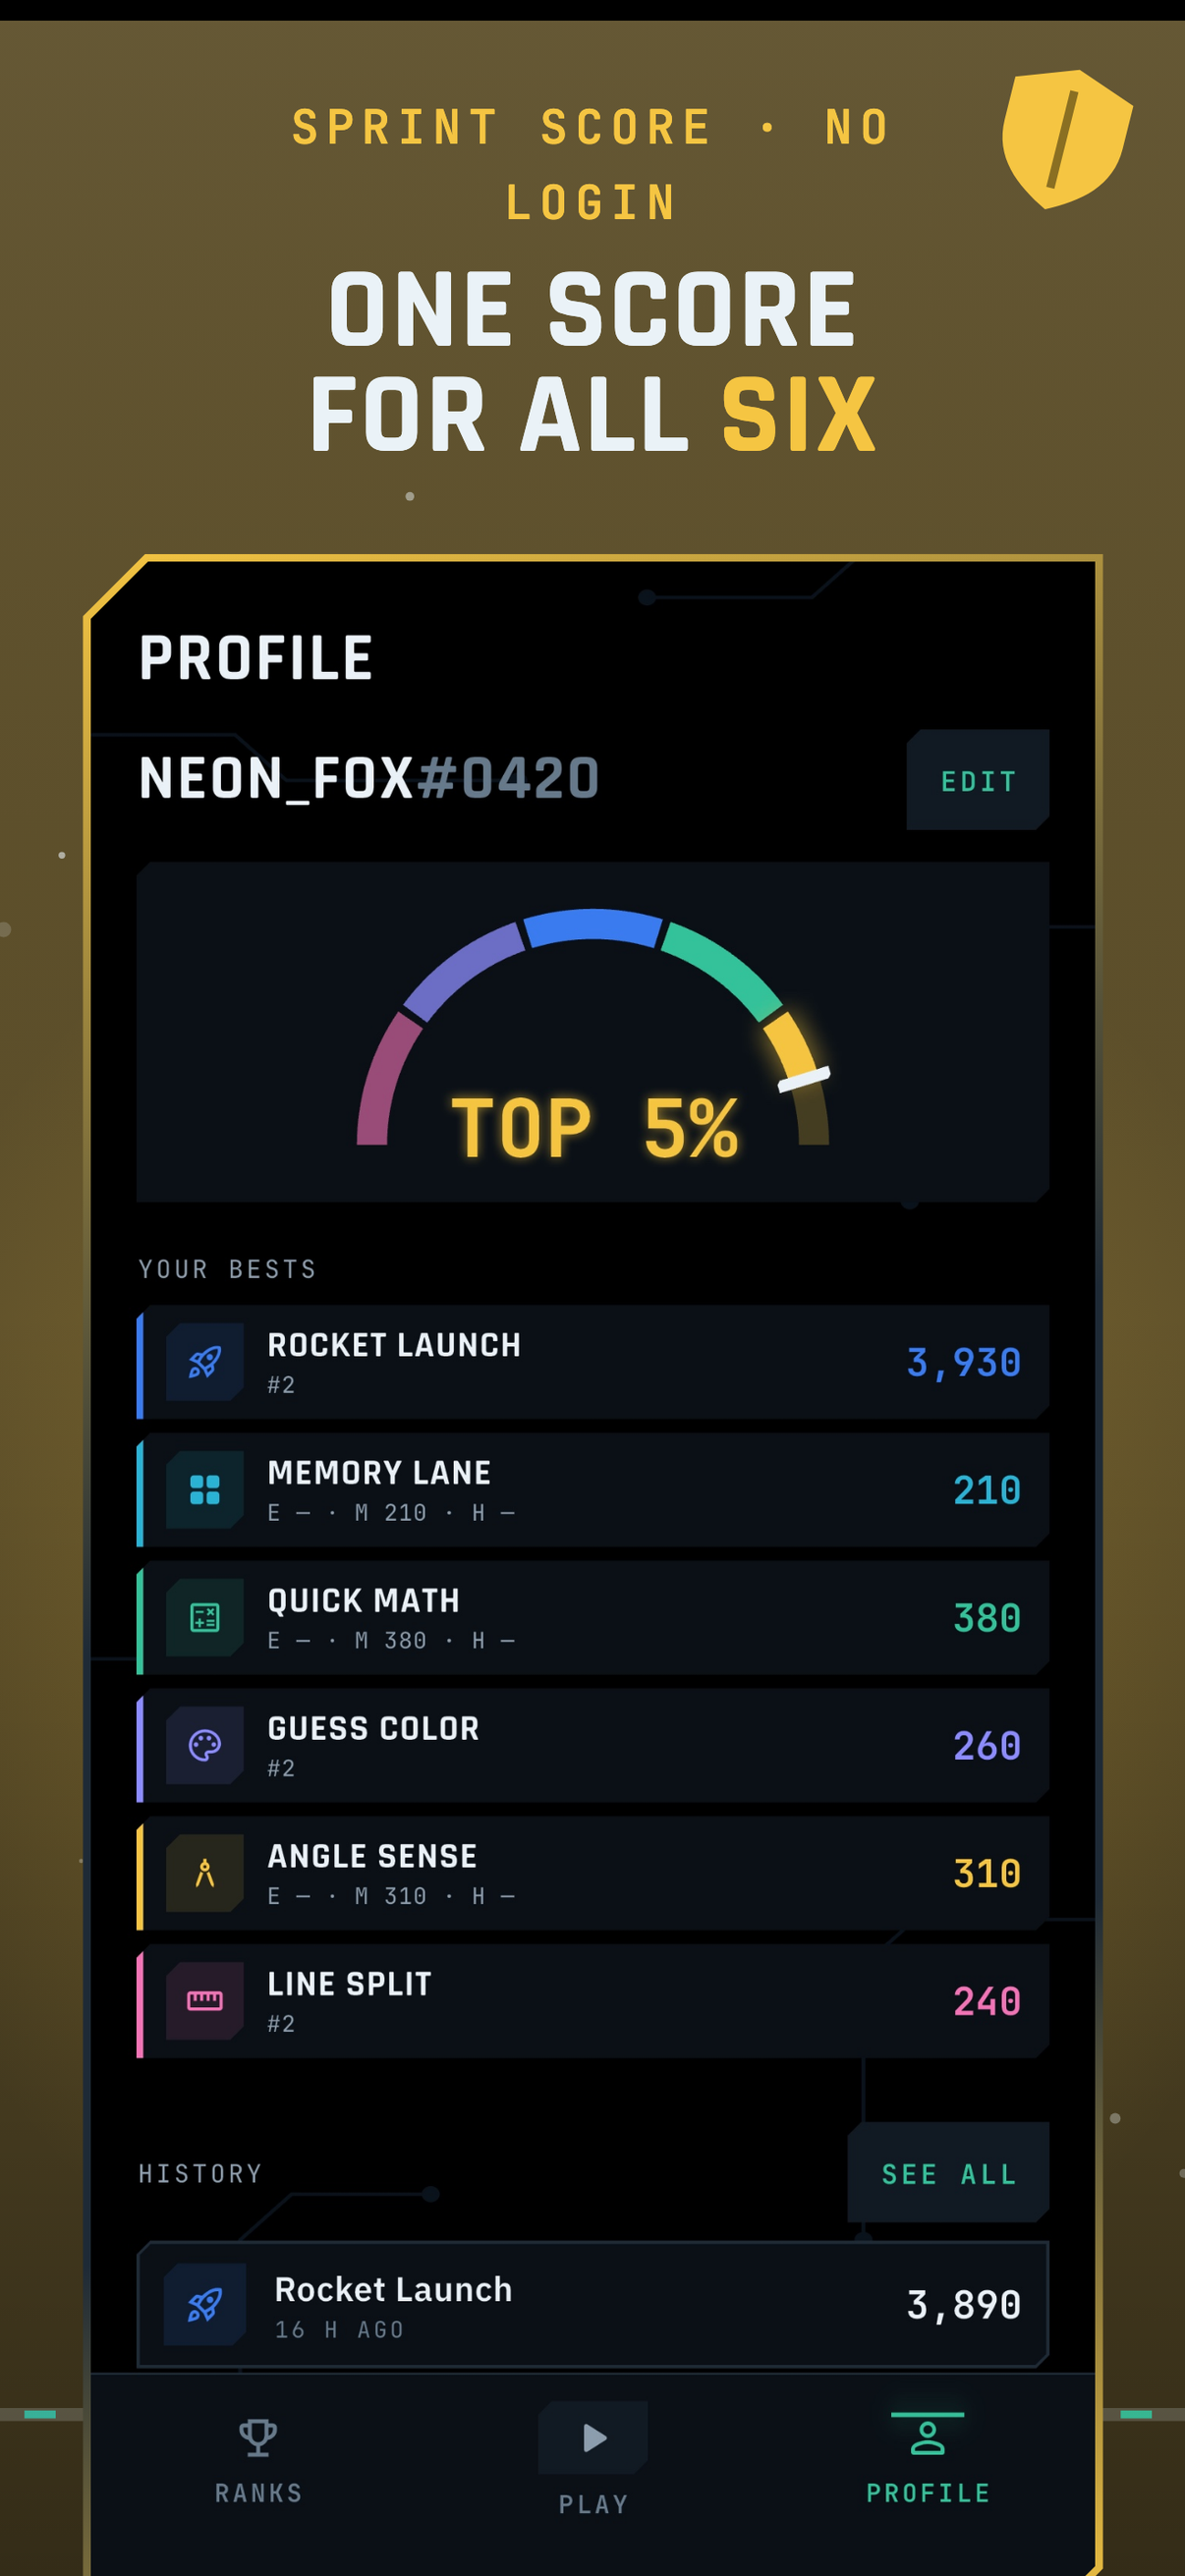 SPRINT SCORE · NO
LOGIN
ONE SCORE
FOR ALL SIX
PROFILE
NEON_FOX#0420
EDIT
TOP 5%
YOUR BESTS
ROCKET LAUNCH
#2
3,930
MEMORY LANE
E — · M 210 · H —
210
QUICK MATH
E — · M 380 · H —
380
GUESS COLOR
#2
260
ANGLE SENSE
E — · M 310 · H —
310
LINE SPLIT
#2
240
HISTORY
SEE ALL
Rocket Launch
16 H AGO
3,890
RANKS
PLAY
PROFILE